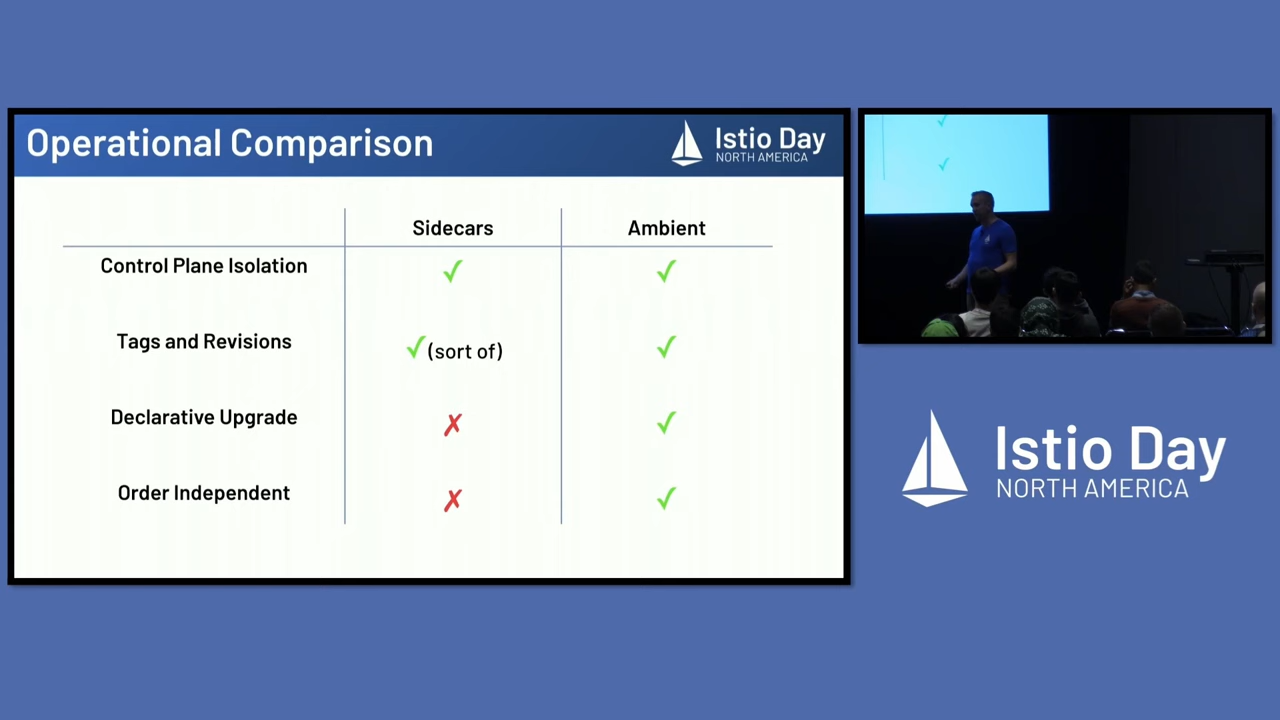 Operational Comparison
Istio Day
NORTH AMERICA
Sidecars Ambient
Control Plane Isolation ✓ ✓
Tags and Revisions ✓ (sort of) ✓
Declarative Upgrade ✗ ✓
Order Independent ✗ ✓
Istio Day
NORTH AMERICA